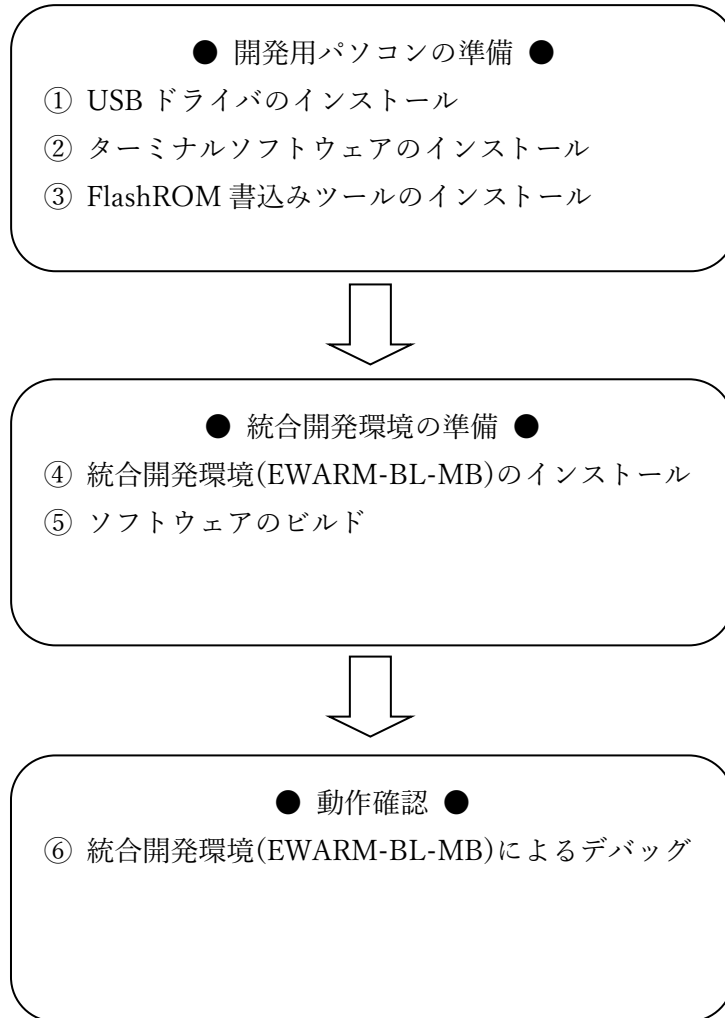 ● 開発用パソコンの準備 ●
① USB ドライバのインストール
② ターミナルソフトウェアのインストール
③ FlashROM 書込みツールのインストール
● 統合開発環境の準備 ●
④ 統合開発環境(EWARM-BL-MB)のインストール
⑤ ソフトウェアのビルド
● 動作確認 ●
⑥ 統合開発環境(EWARM-BL-MB)によるデバッグ